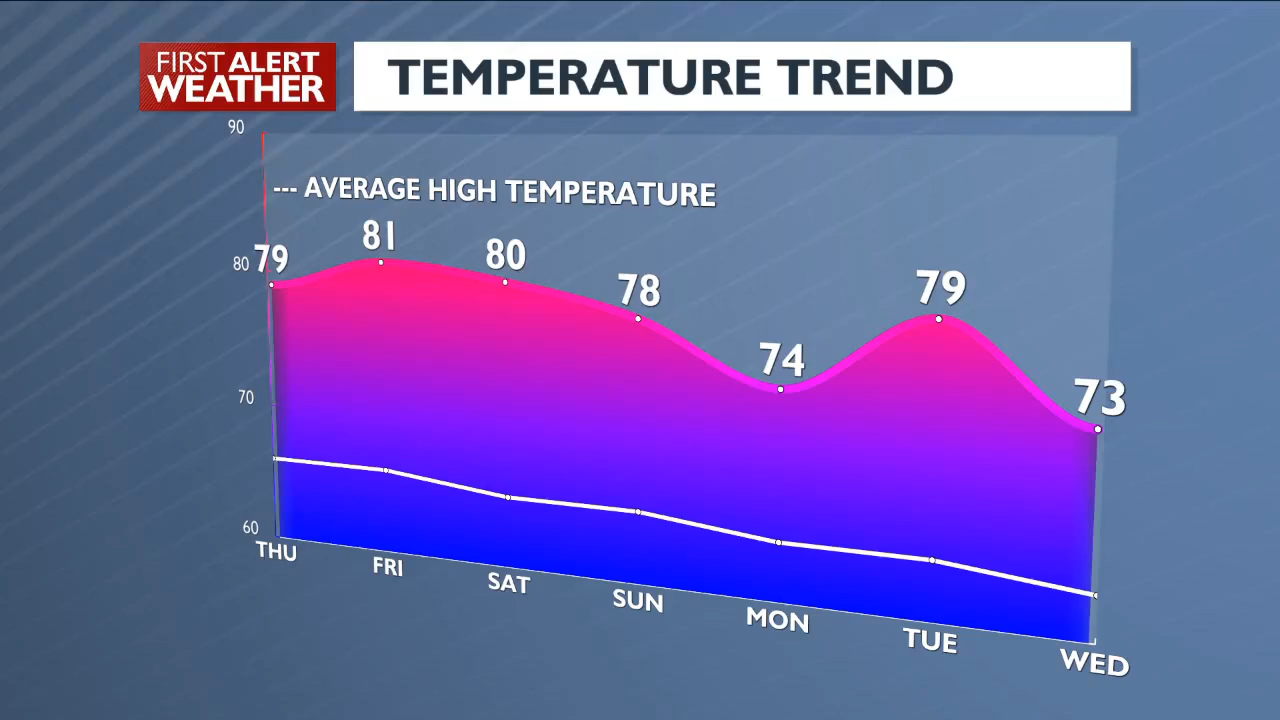 FIRST ALERT
WEATHER
TEMPERATURE TREND
90
--- AVERAGE HIGH TEMPERATURE
81
79
80
80
78
79
74
73
70
60
THU
FRI
SAT
SUN
MON
TUE
WED